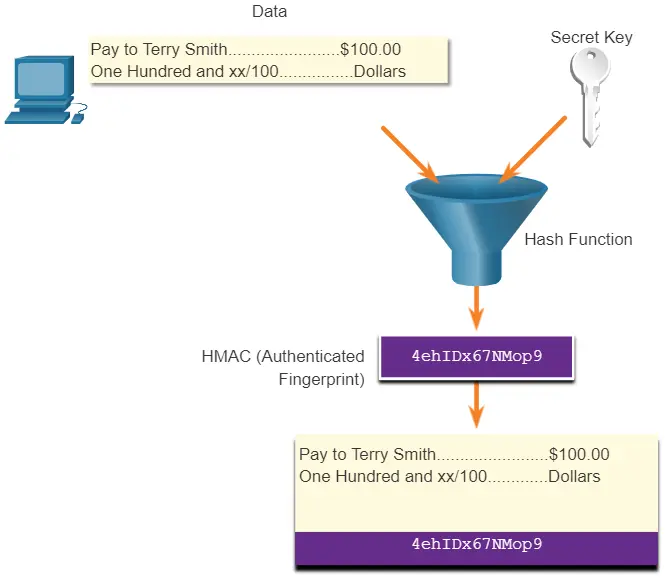 Data
Pay to Terry Smith........................$100.00
One Hundred and xx/100................Dollars
Secret Key
Hash Function
HMAC (Authenticated
Fingerprint)
4ehIDx67NMop9
Pay to Terry Smith........................$100.00
One Hundred and xx/100.............Dollars
4ehIDx67NMop9